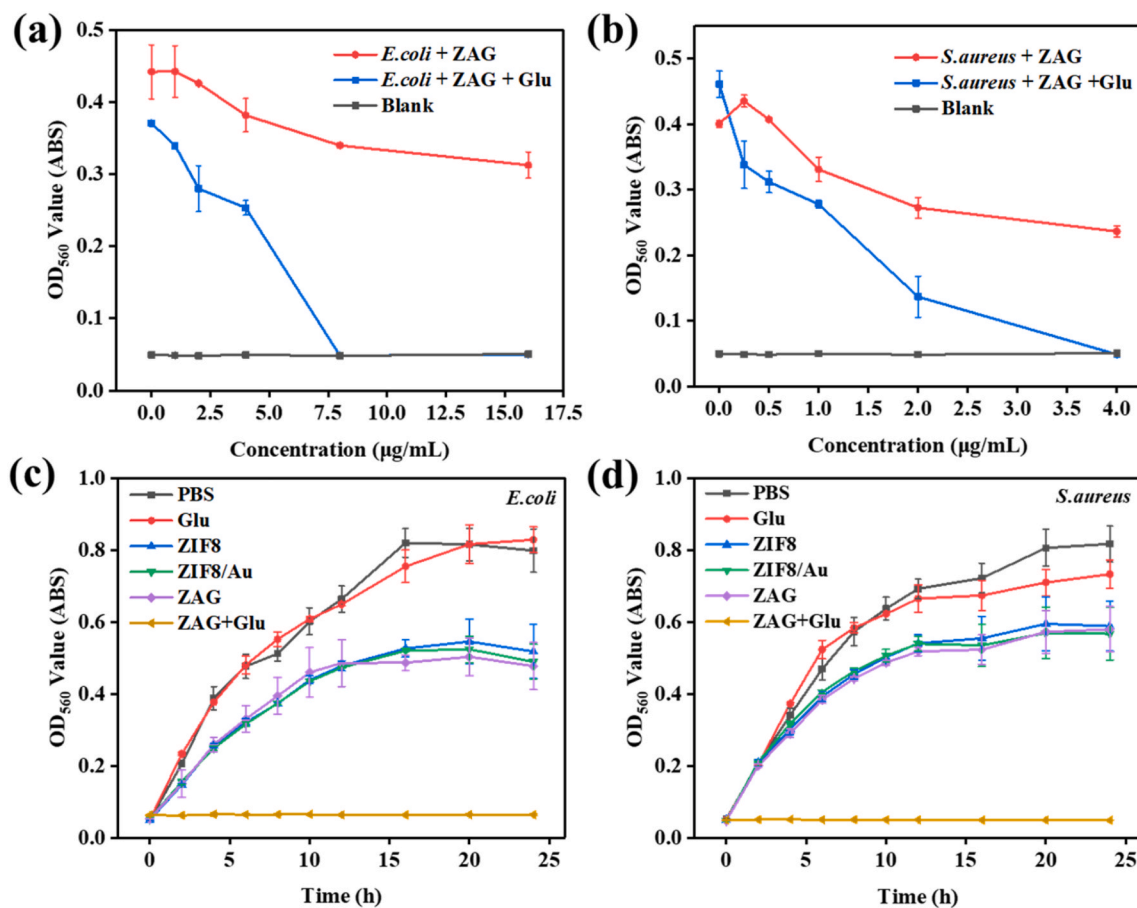 (a)
E.coli + ZAG
E.coli + ZAG + Glu
Blank
OD560 Value (ABS)
0.5
0.4
0.3
0.2
0.1
0.0
0.0 2.5 5.0 7.5 10.0 12.5 15.0 17.5
Concentration (µg/mL)
(b)
S.aureus + ZAG
S.aureus + ZAG +Glu
Blank
OD560 Value (ABS)
0.5
0.4
0.3
0.2
0.1
0.0
0.0 0.5 1.0 1.5 2.0 2.5 3.0 3.5 4.0
Concentration (µg/mL)
(c)
PBS
Glu
ZIF8
ZIF8/Au
ZAG
ZAG+Glu
E.coli
OD560 Value (ABS)
1.0
0.8
0.6
0.4
0.2
0.0
0 5 10 15 20 25
Time (h)
(d)
PBS
Glu
ZIF8
ZIF8/Au
ZAG
ZAG+Glu
S.aureus
OD560 Value (ABS)
1.0
0.8
0.6
0.4
0.2
0.0
0 5 10 15 20 25
Time (h)